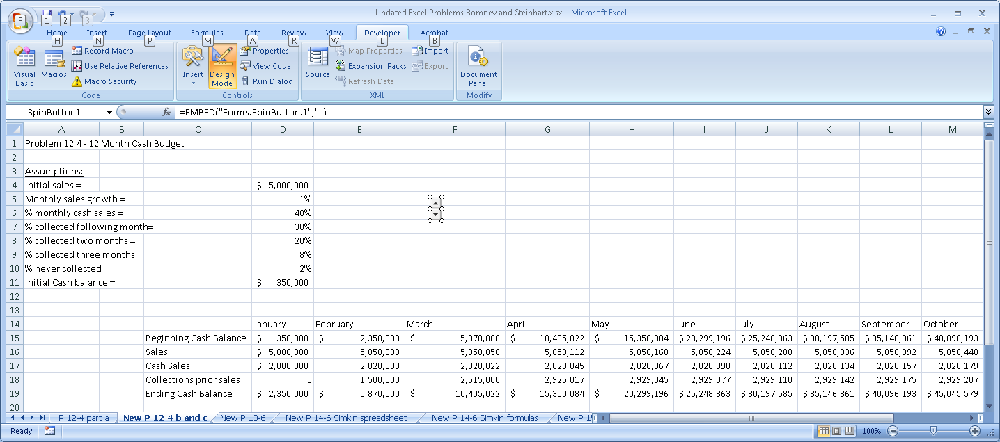 Updated Excel Problems Romney and Steinbart.xlsx - Microsoft Excel
F 1 2 3
Home Insert Page Layout Formulas Data Review View Developer Acrobat
H N P M A R W L B
Visual Basic
Macros
Record Macro
Use Relative References
Macro Security
Code
Insert
Design Mode
Properties
View Code
Run Dialog
Controls
Source
Map Properties
Expansion Packs
Refresh Data
Import
Export
XML
Document Panel
Modify
SpinButton1 fx =EMBED("Forms.SpinButton.1","")
A B C D E F G H I J K L M
1 Problem 12.4 - 12 Month Cash Budget
2
3 Assumptions:
4 Initial sales = $ 5,000,000
5 Monthly sales growth = 1%
6 % monthly cash sales = 40%
7 % collected following month= 30%
8 % collected two months = 20%
9 % collected three months = 8%
10 % never collected = 2%
11 Initial Cash balance = $ 350,000
12
13
14 January February March April May June July August September October
15 Beginning Cash Balance $ 350,000 $ 2,350,000 $ 5,870,000 $ 10,405,022 $ 15,350,084 $ 20,299,196 $ 25,248,363 $ 30,197,585 $ 35,146,861 $ 40,096,193
16 Sales $ 5,000,000 5,050,000 5,050,056 5,050,112 5,050,168 5,050,224 5,050,280 5,050,336 5,050,392 5,050,448
17 Cash Sales $ 2,000,000 2,020,000 2,020,022 2,020,045 2,020,067 2,020,090 2,020,112 2,020,134 2,020,157 2,020,179
18 Collections prior sales 0 1,500,000 2,515,000 2,925,017 2,929,045 2,929,077 2,929,110 2,929,142 2,929,175 2,929,207
19 Ending Cash Balance $ 2,350,000 $ 5,870,000 $ 10,405,022 $ 15,350,084 $ 20,299,196 $ 25,248,363 $ 30,197,585 $ 35,146,861 $ 40,096,193 $ 45,045,579
20
P 12-4 part a New P 12-4 b and c New P 13-6 New P 14-6 Simkin spreadsheet New P 14-6 Simkin formulas New P
Ready 100%